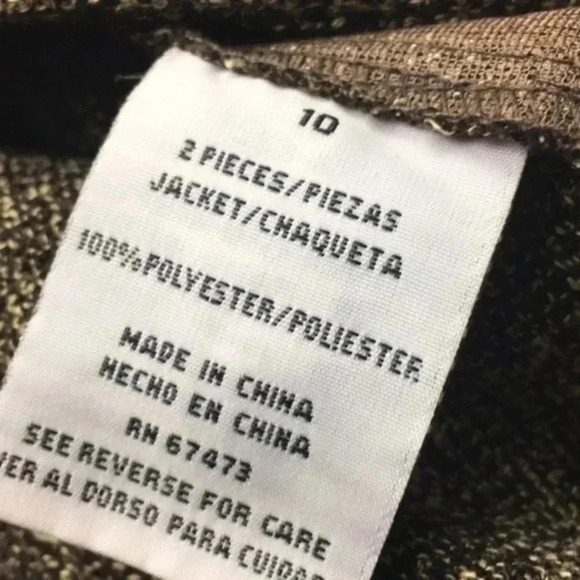 10
2 PIECES/PIEZAS
JACKET/CHAQUETA
100%POLYESTER/POLIESTER
MADE IN CHINA
HECHO EN CHINA
RN 67473
SEE REVERSE FOR CARE
VER AL DORSO PARA CUIDAR